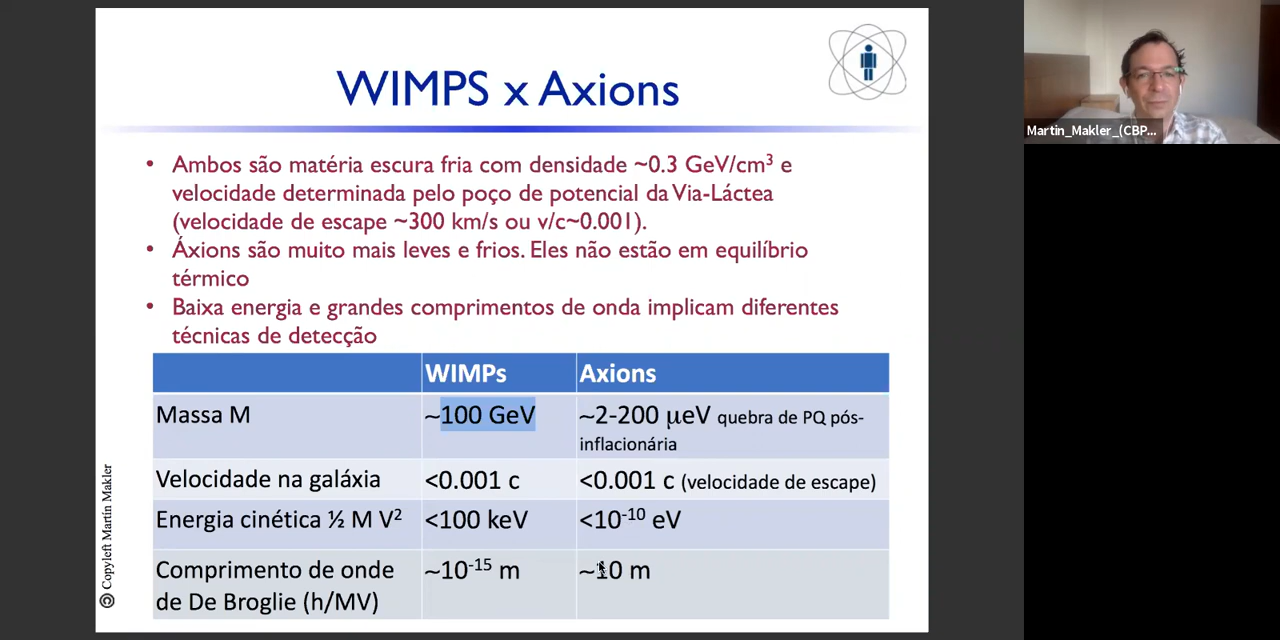 WIMPS x Axions
• Ambos são matéria escura fria com densidade ~0.3 GeV/cm³ e
velocidade determinada pelo poço de potencial da Via-Láctea
(velocidade de escape ~300 km/s ou v/c~0.001).
• Áxions são muito mais leves e frios. Eles não estão em equilíbrio
térmico
• Baixa energia e grandes comprimentos de onda implicam diferentes
técnicas de detecção
WIMPs Axions
Massa M ~100 GeV ~2-200 μeV quebra de PQ pós-
inflacionária
Velocidade na galáxia <0.001 c <0.001 c (velocidade de escape)
Energia cinética ½ M V² <100 keV <10⁻¹⁰ eV
Comprimento de onde ~10⁻¹⁵ m ~10 m
de De Broglie (h/MV)
© Copyleft Martín Makler
Martin_Makler_(CBP...